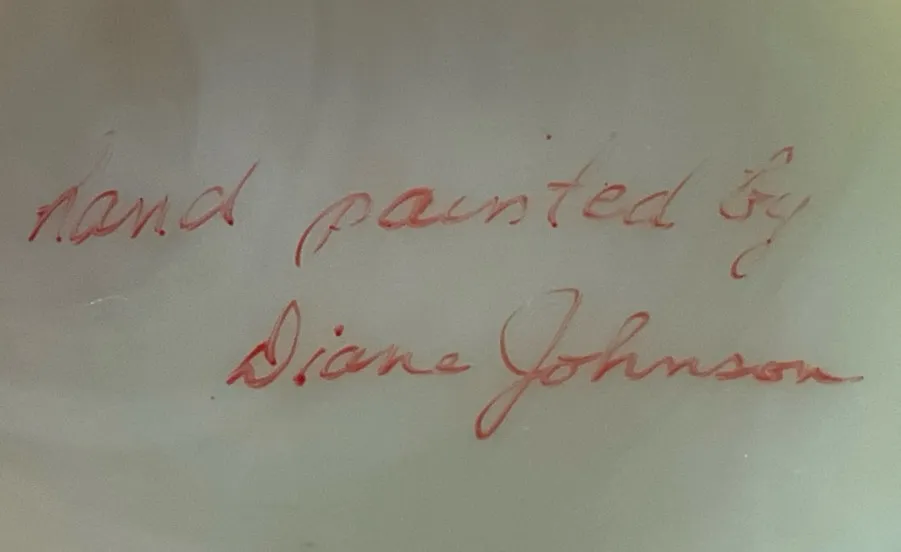 hand painted by
Diane Johnson